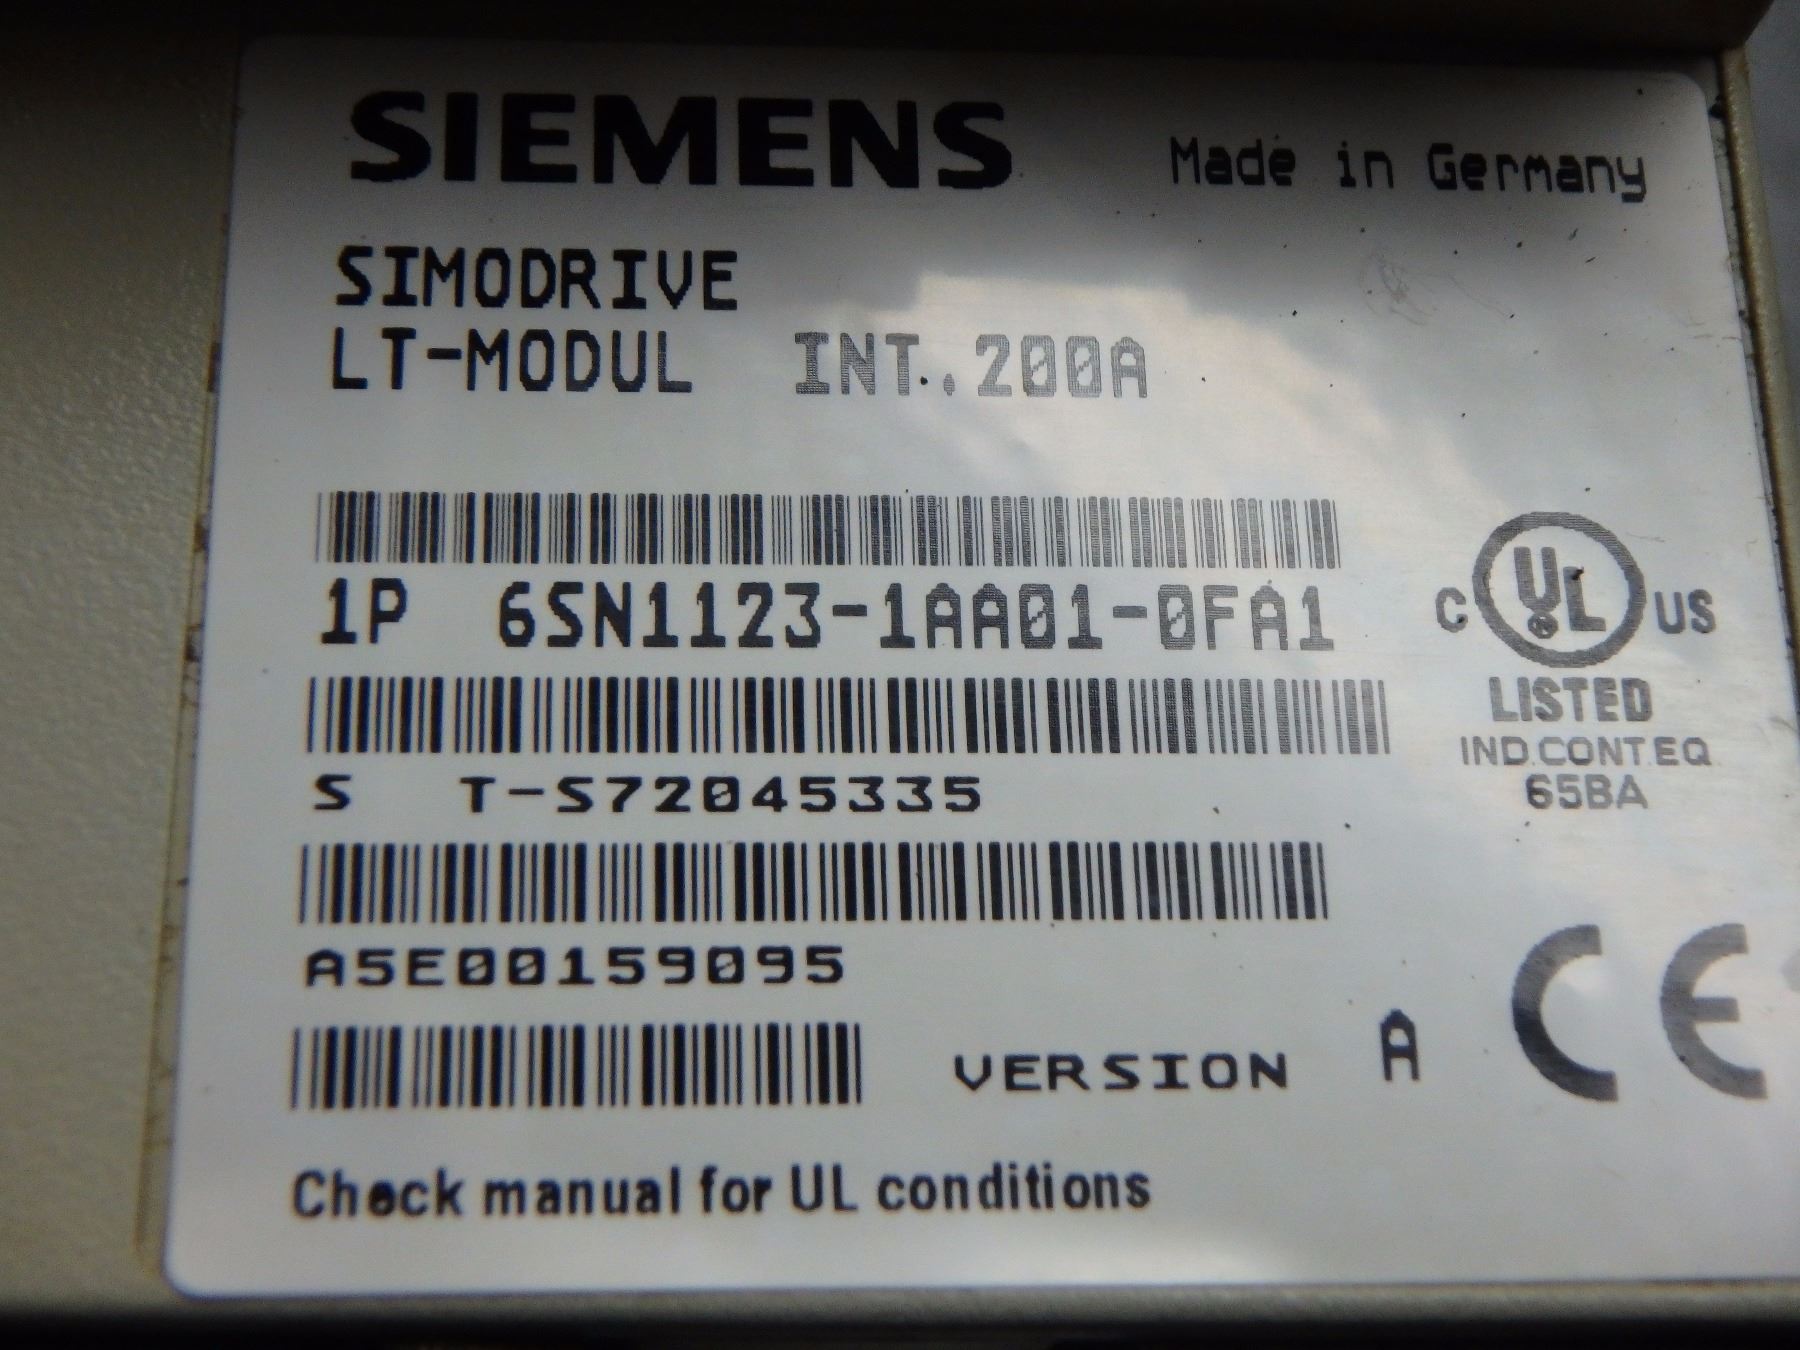 SIEMENS Made in Germany
SIMODRIVE
LT-MODUL INT. 200A
1P 6SN1123-1AA01-0FA1
C UL US
LISTED
IND.CONT.EQ
65BA
S T-S72045335
A5E00159095
VERSION A
CE
Check manual for UL conditions